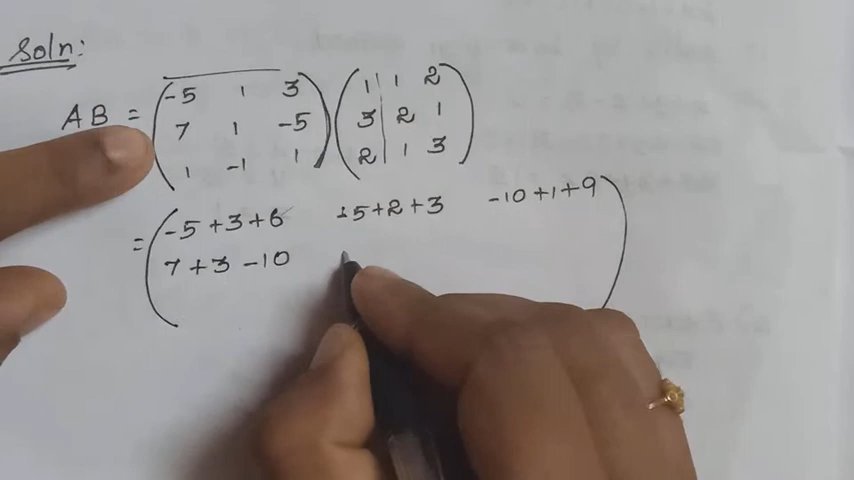 Soln:
AB = (-5 1 3) (1 1 2)
7 1 -5 3 2 1
1 -1 1 2 1 3
= (-5+3+6 -5+2+3 -10+1+9)
7+3-10